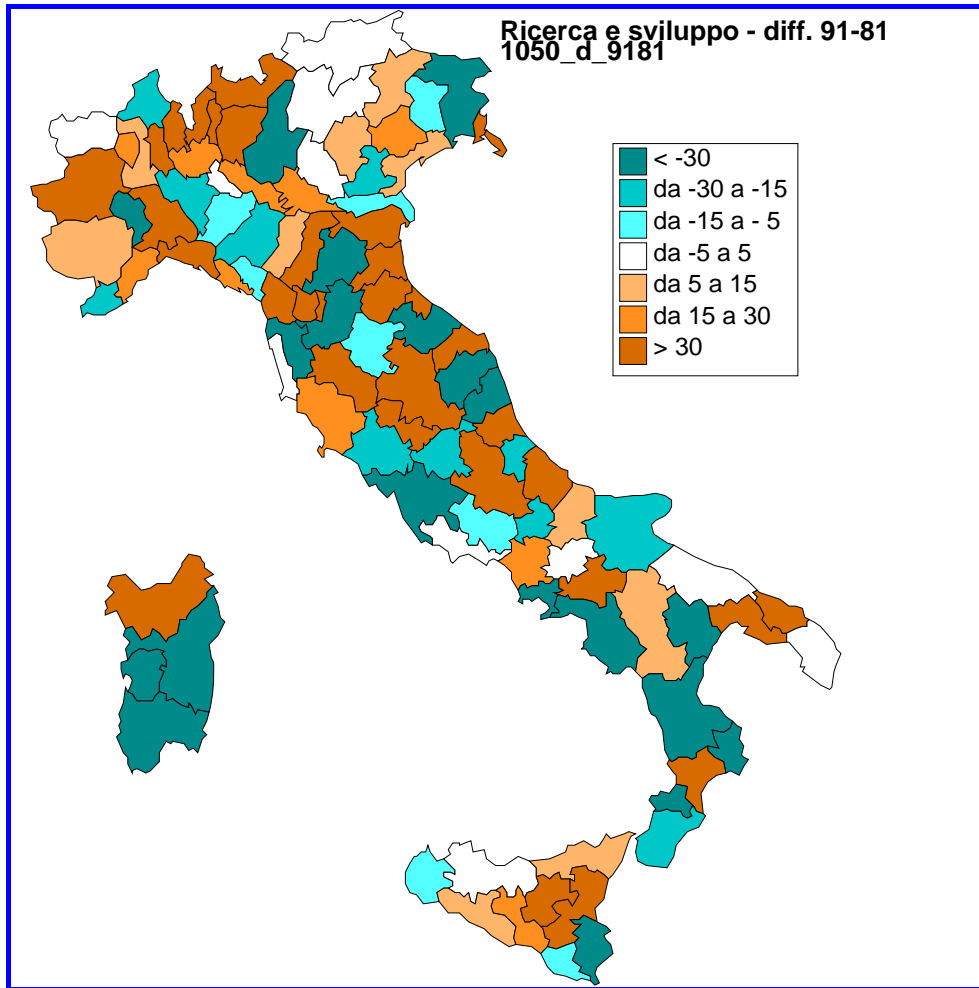 Ricerca e sviluppo - diff. 91-81
1050_d_9181
< -30
da -30 a -15
da -15 a - 5
da -5 a 5
da 5 a 15
da 15 a 30
> 30